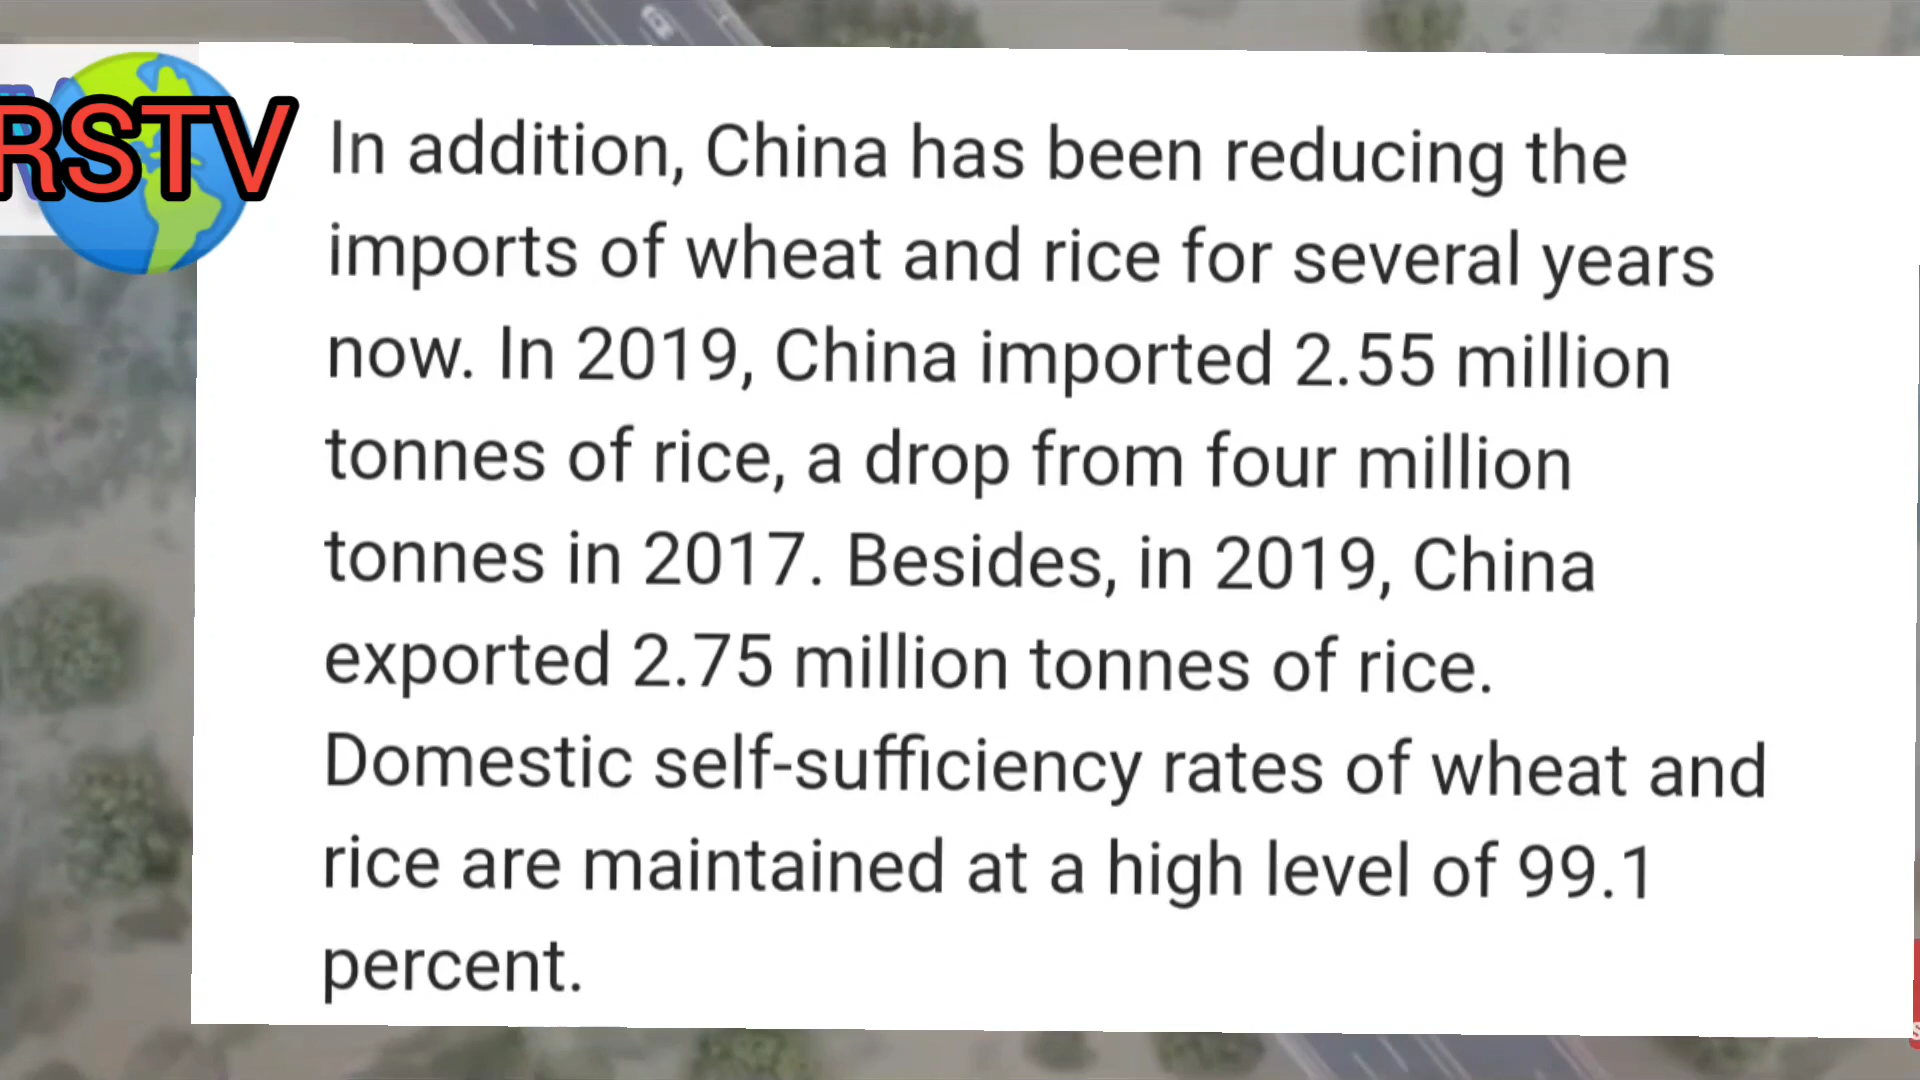 RSTV
In addition, China has been reducing the
imports of wheat and rice for several years
now. In 2019, China imported 2.55 million
tonnes of rice, a drop from four million
tonnes in 2017. Besides, in 2019, China
exported 2.75 million tonnes of rice.
Domestic self-sufficiency rates of wheat and
rice are maintained at a high level of 99.1
percent.